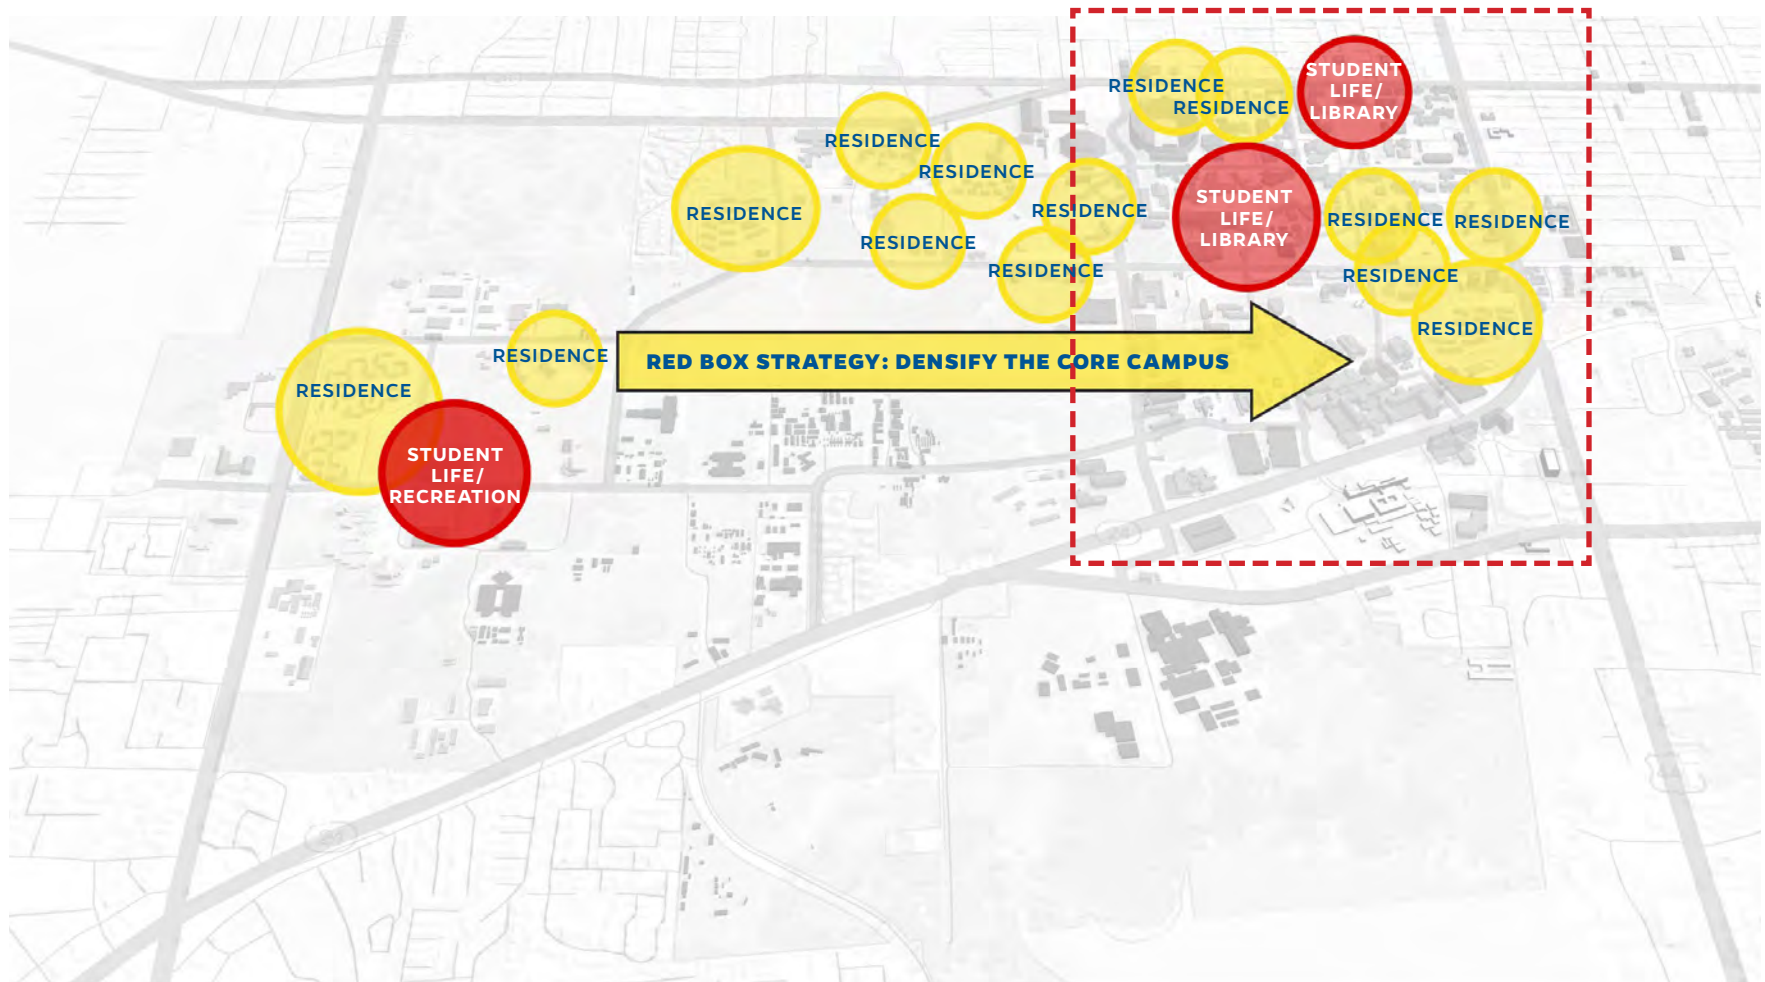 RESIDENCE
RESIDENCE
STUDENT
LIFE/
LIBRARY
RESIDENCE
RESIDENCE
RESIDENCE
RESIDENCE
RESIDENCE
RESIDENCE
STUDENT
LIFE/
LIBRARY
RESIDENCE
RESIDENCE
RESIDENCE
RESIDENCE
RESIDENCE
RESIDENCE
STUDENT
LIFE/
RECREATION
RED BOX STRATEGY: DENSIFY THE CORE CAMPUS